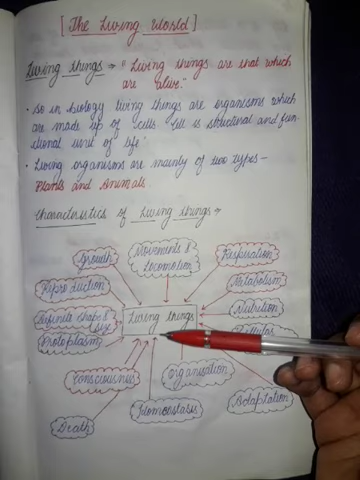 [ The Living World ]
Living things → "Living things are that which
are alive."
• So in biology living things are organisms which
are made up of 'cells' Cell is structural and fun-
ctional unit of life.
• Living organisms are mainly of two types-
Plants and Animals.
Characteristics of Living things →
Movements &
Locomotion
Growth
Respiration
Reproduction
Metabolism
Definite shape &
size
Living things
Nutrition
Protoplasm
Consciousness
Organisation
Death
Homeostasis
Adaptation